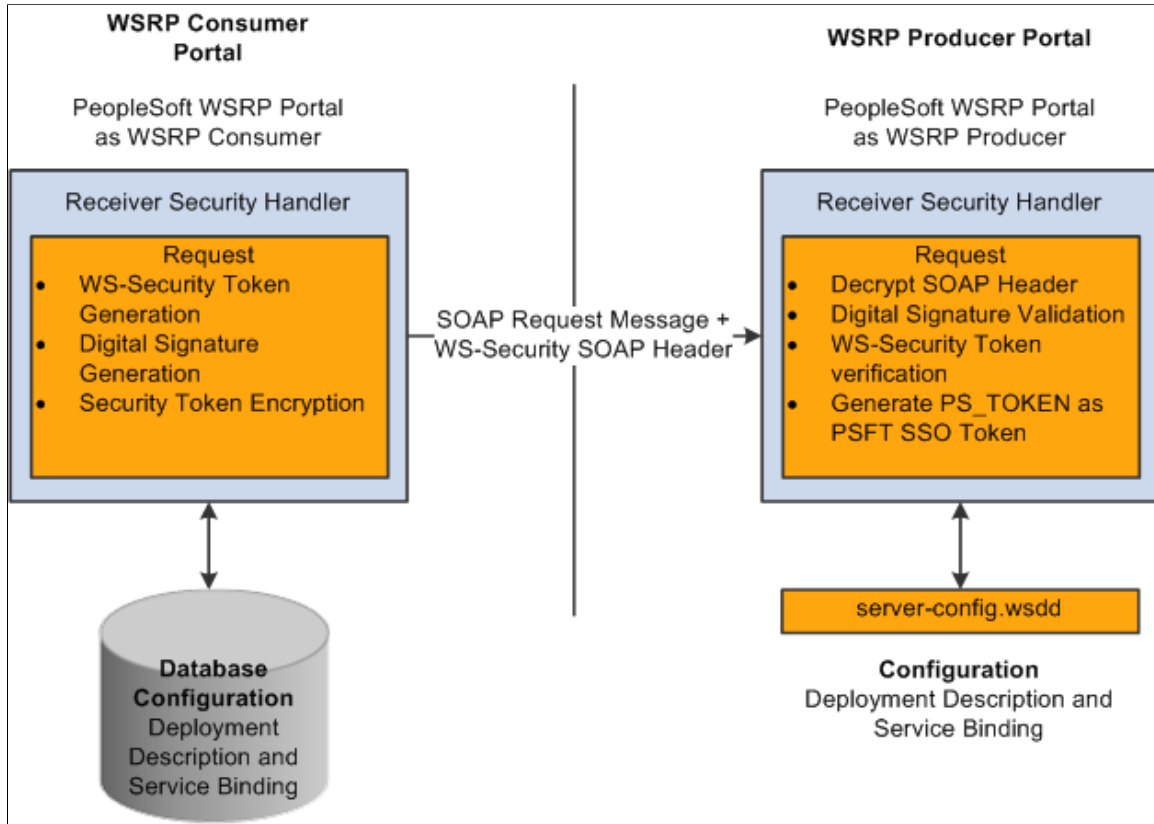 WSRP Consumer
Portal
PeopleSoft WSRP Portal
as WSRP Consumer
Receiver Security Handler
Request
• WS-Security Token
Generation
• Digital Signature
Generation
• Security Token Encryption
Database
Configuration
Deployment
Description and
Service Binding
SOAP Request Message +
WS-Security SOAP Header
WSRP Producer Portal
PeopleSoft WSRP Portal
as WSRP Producer
Receiver Security Handler
Request
• Decrypt SOAP Header
• Digital Signature Validation
• WS-Security Token
verification
• Generate PS_TOKEN as
PSFT SSO Token
server-config.wsdd
Configuration
Deployment Description and
Service Binding